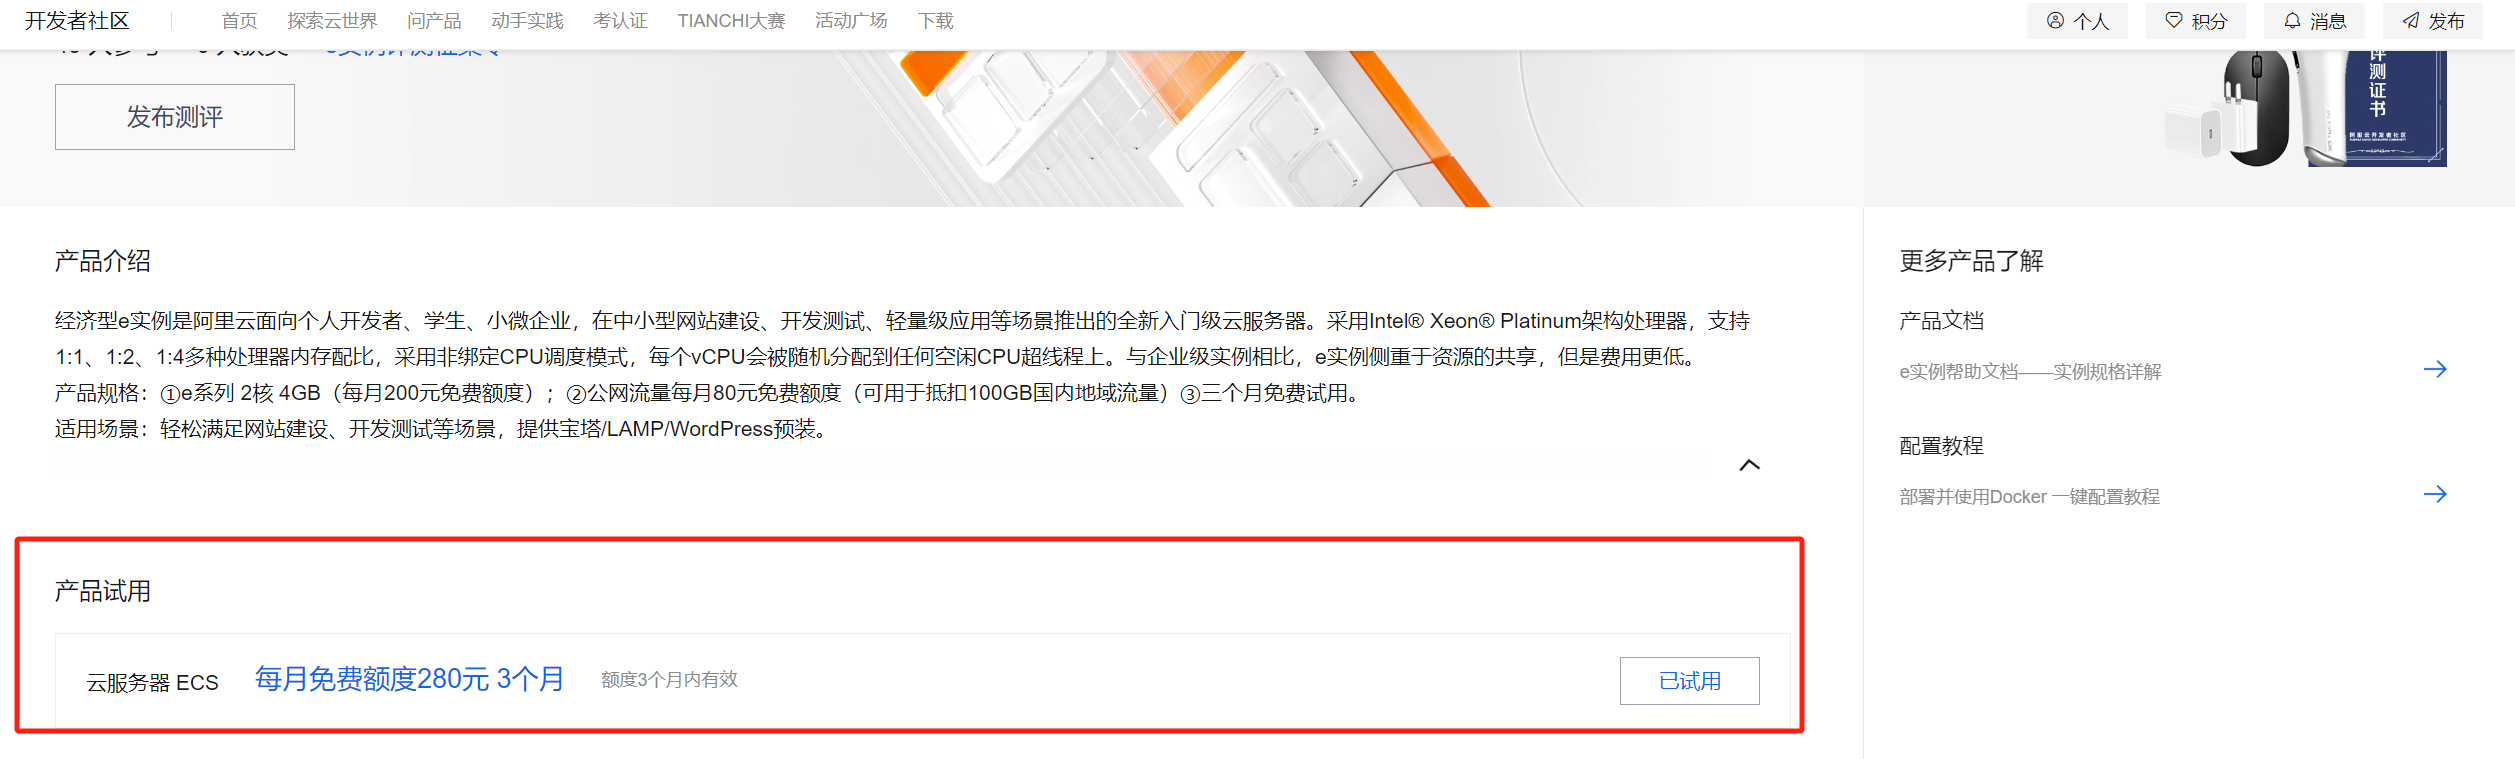 开发者社区
首页 探索云世界 问产品 动手实践 考认证 TIANCHI大赛 活动广场 下载
个人 积分 消息 发布
发布测评
评测证书
阿里云开发者社区
产品介绍
经济型e实例是阿里云面向个人开发者、学生、小微企业，在中小型网站建设、开发测试、轻量级应用等场景推出的全新入门级云服务器。采用Intel® Xeon® Platinum架构处理器，支持
1:1、1:2、1:4多种处理器内存配比，采用非绑定CPU调度模式，每个vCPU会被随机分配到任何空闲CPU超线程上。与企业级实例相比，e实例侧重于资源的共享，但是费用更低。
产品规格：①e系列 2核 4GB（每月200元免费额度）；②公网流量每月80元免费额度（可用于抵扣100GB国内地域流量）③三个月免费试用。
适用场景：轻松满足网站建设、开发测试等场景，提供宝塔/LAMP/WordPress预装。
产品试用
云服务器 ECS 每月免费额度280元 3个月 额度3个月内有效
已试用
更多产品了解
产品文档
e实例帮助文档——实例规格详解
配置教程
部署并使用Docker 一键配置教程